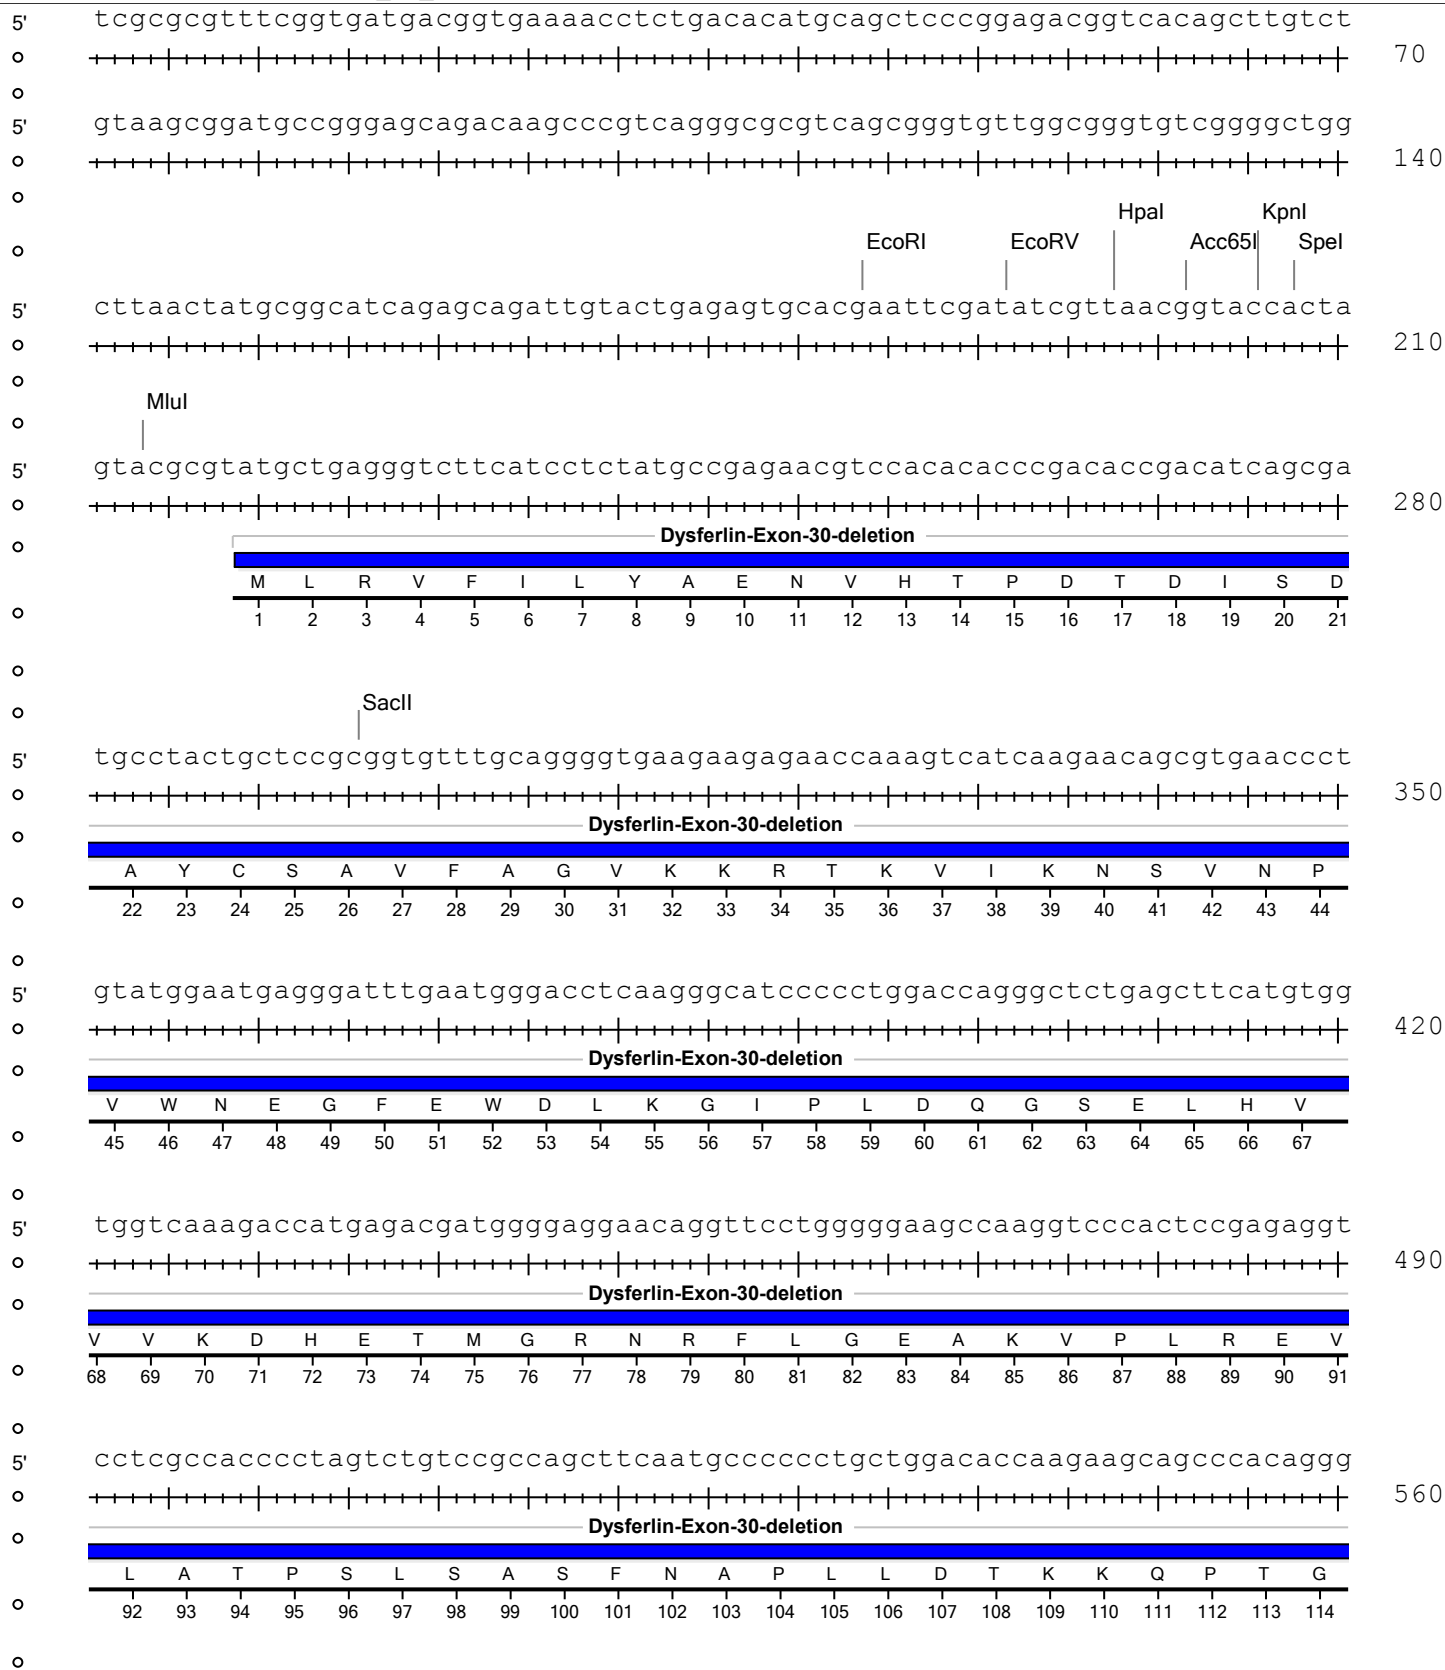 5' tcgcgcgtttcggtgatgacggtgaaaacctctgacacatgcagctcccggagacggtcacagcttgtct
70
5' gtaagcggatgccgggagcagacaagcccgtcagggcgcgtcagcgggtgttggcgggtgtcggggctgg
140
HpaI KpnI
EcoRI EcoRV Acc65I SpeI
5' cttaactatgcggcatcagagcagattgtactgagagtgcacgaattcgatatcgttaacggtaccacta
210
MluI
5' gtacgcgtatgctgagggtcttcatcctctatgccgagaacgtccacacacccgacaccgacatcagcga
280
Dysferlin-Exon-30-deletion
M L R V F I L Y A E N V H T P D T D I S D
1 2 3 4 5 6 7 8 9 10 11 12 13 14 15 16 17 18 19 20 21
SacII
5' tgcctactgctccgcggtgtttgcaggggtgaagaagagaaccaaagtcatcaagaacagcgtgaaccct
350
Dysferlin-Exon-30-deletion
A Y C S A V F A G V K K R T K V I K N S V N P
22 23 24 25 26 27 28 29 30 31 32 33 34 35 36 37 38 39 40 41 42 43 44
5' gtatggaatgagggatttgaatgggacctcaagggcatccccctggaccagggctctgagcttcatgtgg
420
Dysferlin-Exon-30-deletion
V W N E G F E W D L K G I P L D Q G S E L H V
45 46 47 48 49 50 51 52 53 54 55 56 57 58 59 60 61 62 63 64 65 66 67
5' tggtcaaagaccatgagacgatggggaggaacaggttcctgggggaagccaaggtcccactccgagaggt
490
Dysferlin-Exon-30-deletion
V V K D H E T M G R N R F L G E A K V P L R E V
68 69 70 71 72 73 74 75 76 77 78 79 80 81 82 83 84 85 86 87 88 89 90 91
5' cctcgccacccctagtctgtccgccagcttcaatgcccccctgctggacaccaagaagcagcccacaggg
560
Dysferlin-Exon-30-deletion
L A T P S L S A S F N A P L L D T K K Q P T G
92 93 94 95 96 97 98 99 100 101 102 103 104 105 106 107 108 109 110 111 112 113 114